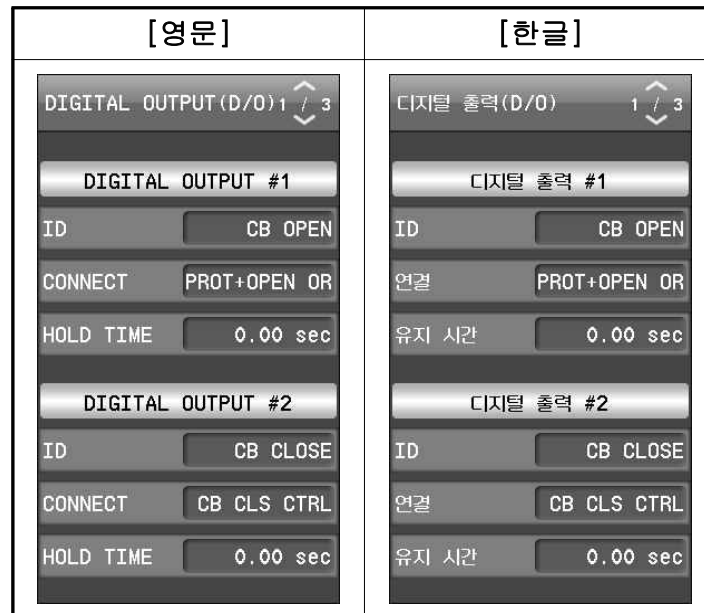 [영문]
[한글]
DIGITAL OUTPUT(D/O) 1 / 3
DIGITAL OUTPUT #1
ID CB OPEN
CONNECT PROT+OPEN OR
HOLD TIME 0.00 sec
DIGITAL OUTPUT #2
ID CB CLOSE
CONNECT CB CLS CTRL
HOLD TIME 0.00 sec
디지털 출력(D/O) 1 / 3
디지털 출력 #1
ID CB OPEN
연결 PROT+OPEN OR
유지 시간 0.00 sec
디지털 출력 #2
ID CB CLOSE
연결 CB CLS CTRL
유지 시간 0.00 sec